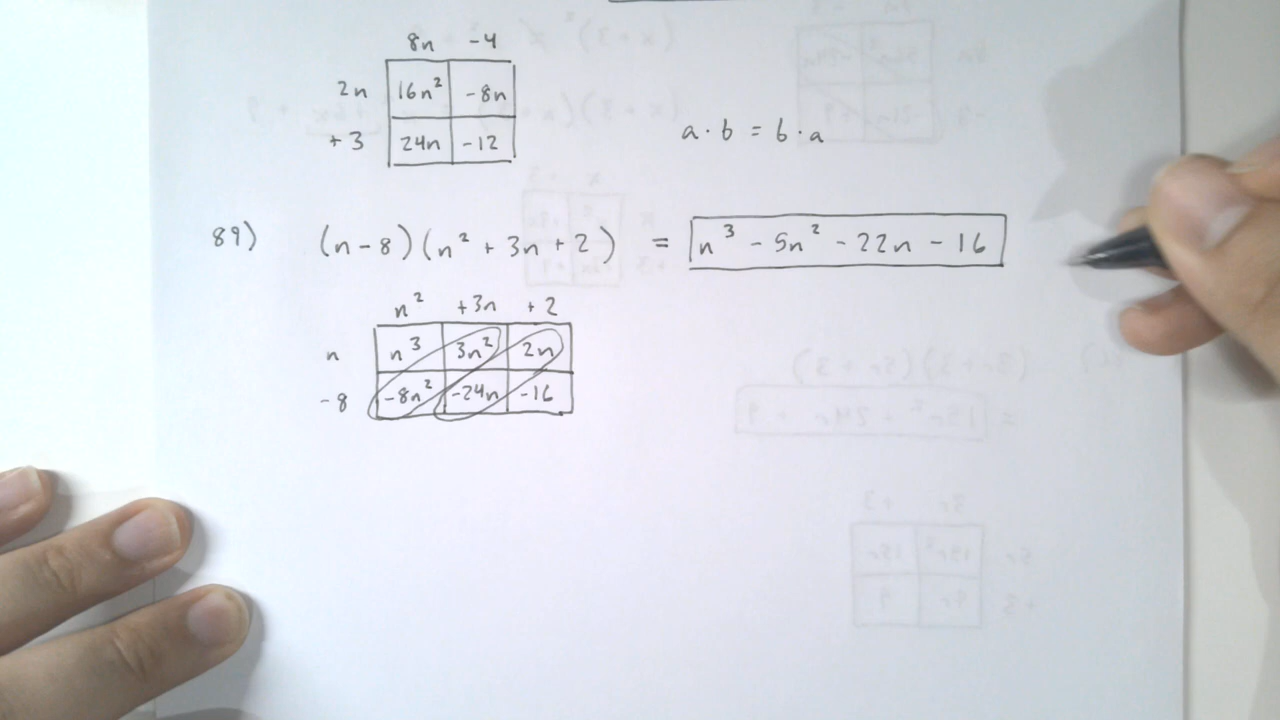 8n -4
2n 16n² -8n
+3 24n -12
a · b = b · a
89) (n - 8)(n² + 3n + 2) = n³ - 5n² - 22n - 16
n² +3n +2
n n³ 3n² 2n
-8 -8n² -24n -16